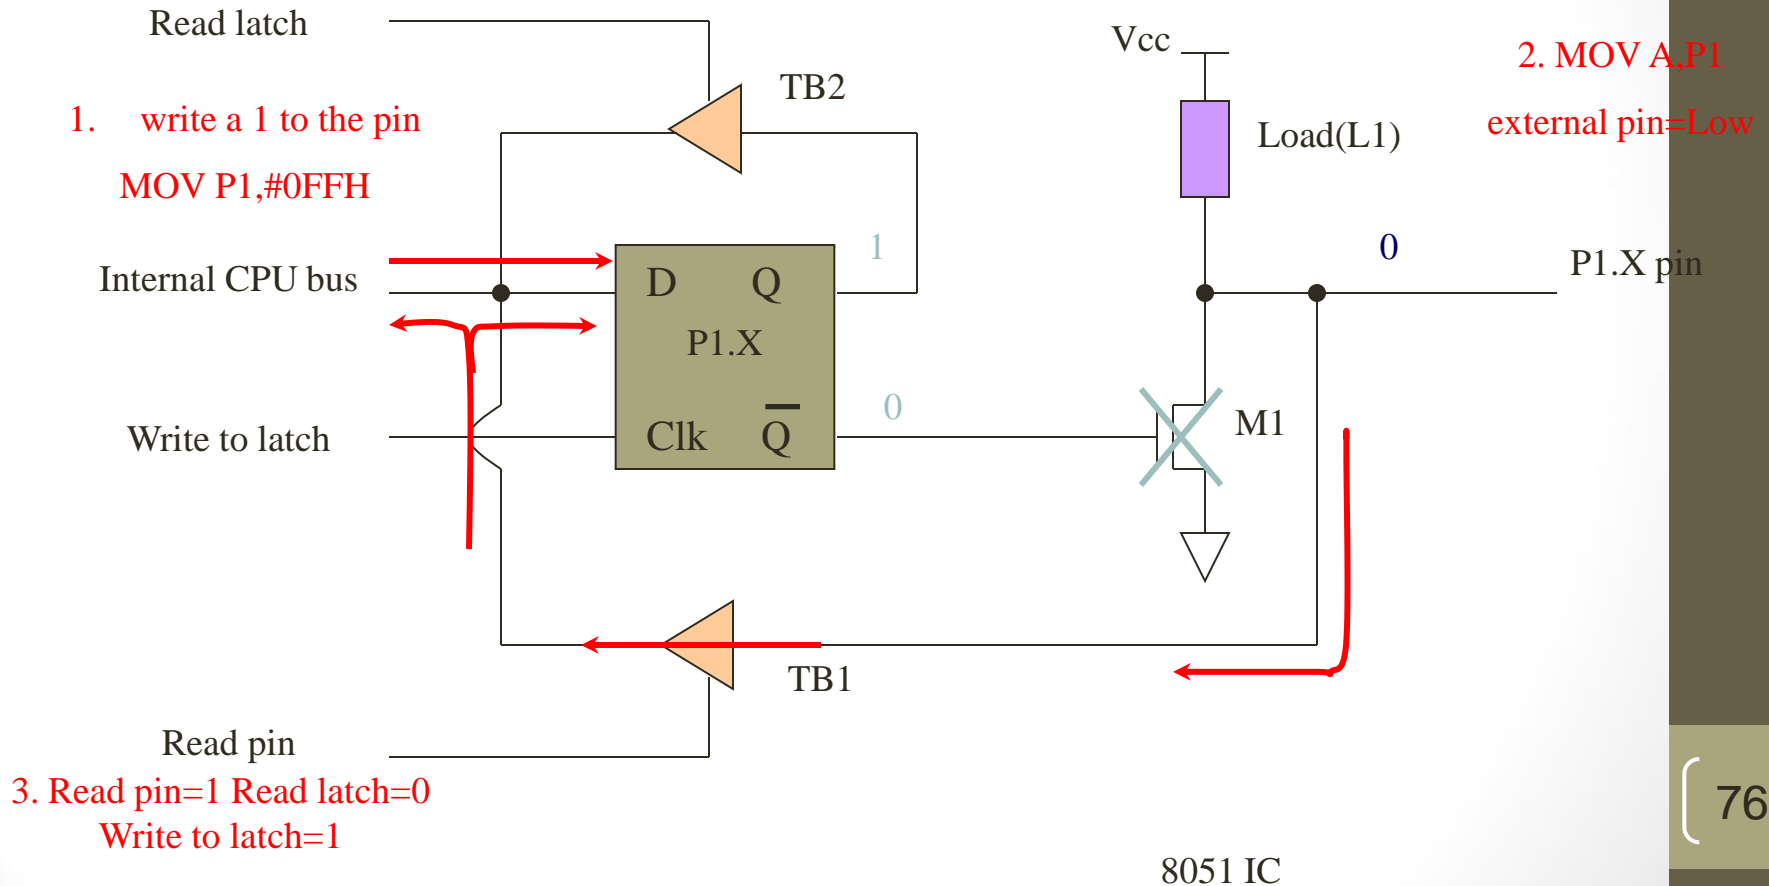 Read latch
Vcc
2. MOV A,P1
TB2
1. write a 1 to the pin
external pin=Low
Load(L1)
MOV P1,#0FFH
1
0
P1.X pin
Internal CPU bus
D Q
P1.X
0
M1
Write to latch
Clk Q
TB1
Read pin
3. Read pin=1 Read latch=0
Write to latch=1
76
8051 IC